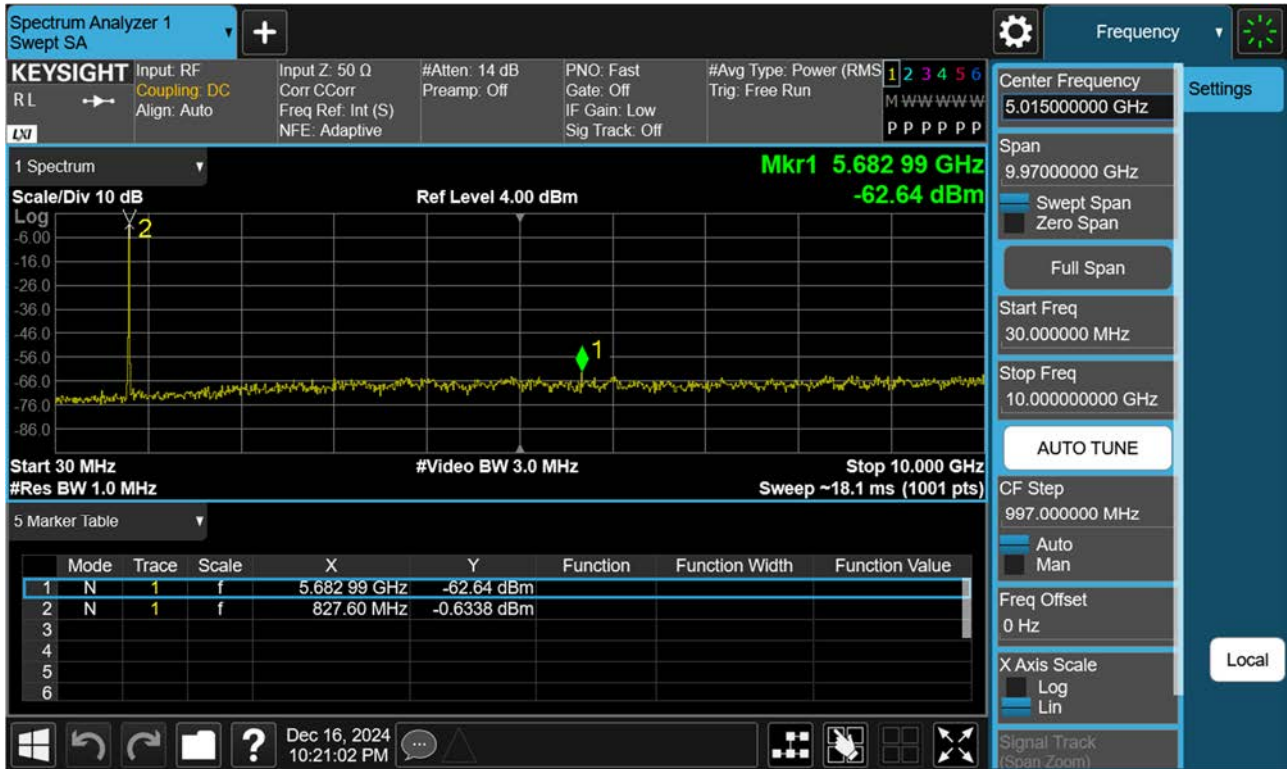 Spectrum Analyzer 1
Swept SA
+
Frequency
KEYSIGHT
RL
LXI
Input: RF
Coupling: DC
Align: Auto
Input Z: 50 Ω
Corr CCorr
Freq Ref: Int (S)
NFE: Adaptive
#Atten: 14 dB
Preamp: Off
PNO: Fast
Gate: Off
IF Gain: Low
Sig Track: Off
#Avg Type: Power (RMS
Trig: Free Run
1 2 3 4 5 6
M W W W W W
P P P P P P
1 Spectrum
Scale/Div 10 dB
Ref Level 4.00 dBm
Mkr1 5.682 99 GHz
-62.64 dBm
Log
-6.00
-16.0
-26.0
-36.0
-46.0
-56.0
-66.0
-76.0
-86.0
2
1
Start 30 MHz
#Video BW 3.0 MHz
Stop 10.000 GHz
#Res BW 1.0 MHz
Sweep ~18.1 ms (1001 pts)
5 Marker Table
Mode Trace Scale X Y Function Function Width Function Value
1 N 1 f 5.682 99 GHz -62.64 dBm
2 N 1 f 827.60 MHz -0.6338 dBm
3
4
5
6
Dec 16, 2024
10:21:02 PM
?
Center Frequency
5.015000000 GHz
Settings
Span
9.97000000 GHz
Swept Span
Zero Span
Full Span
Start Freq
30.000000 MHz
Stop Freq
10.000000000 GHz
AUTO TUNE
CF Step
997.000000 MHz
Auto
Man
Freq Offset
0 Hz
X Axis Scale
Log
Lin
Signal Track
(Span Zoom)
Local